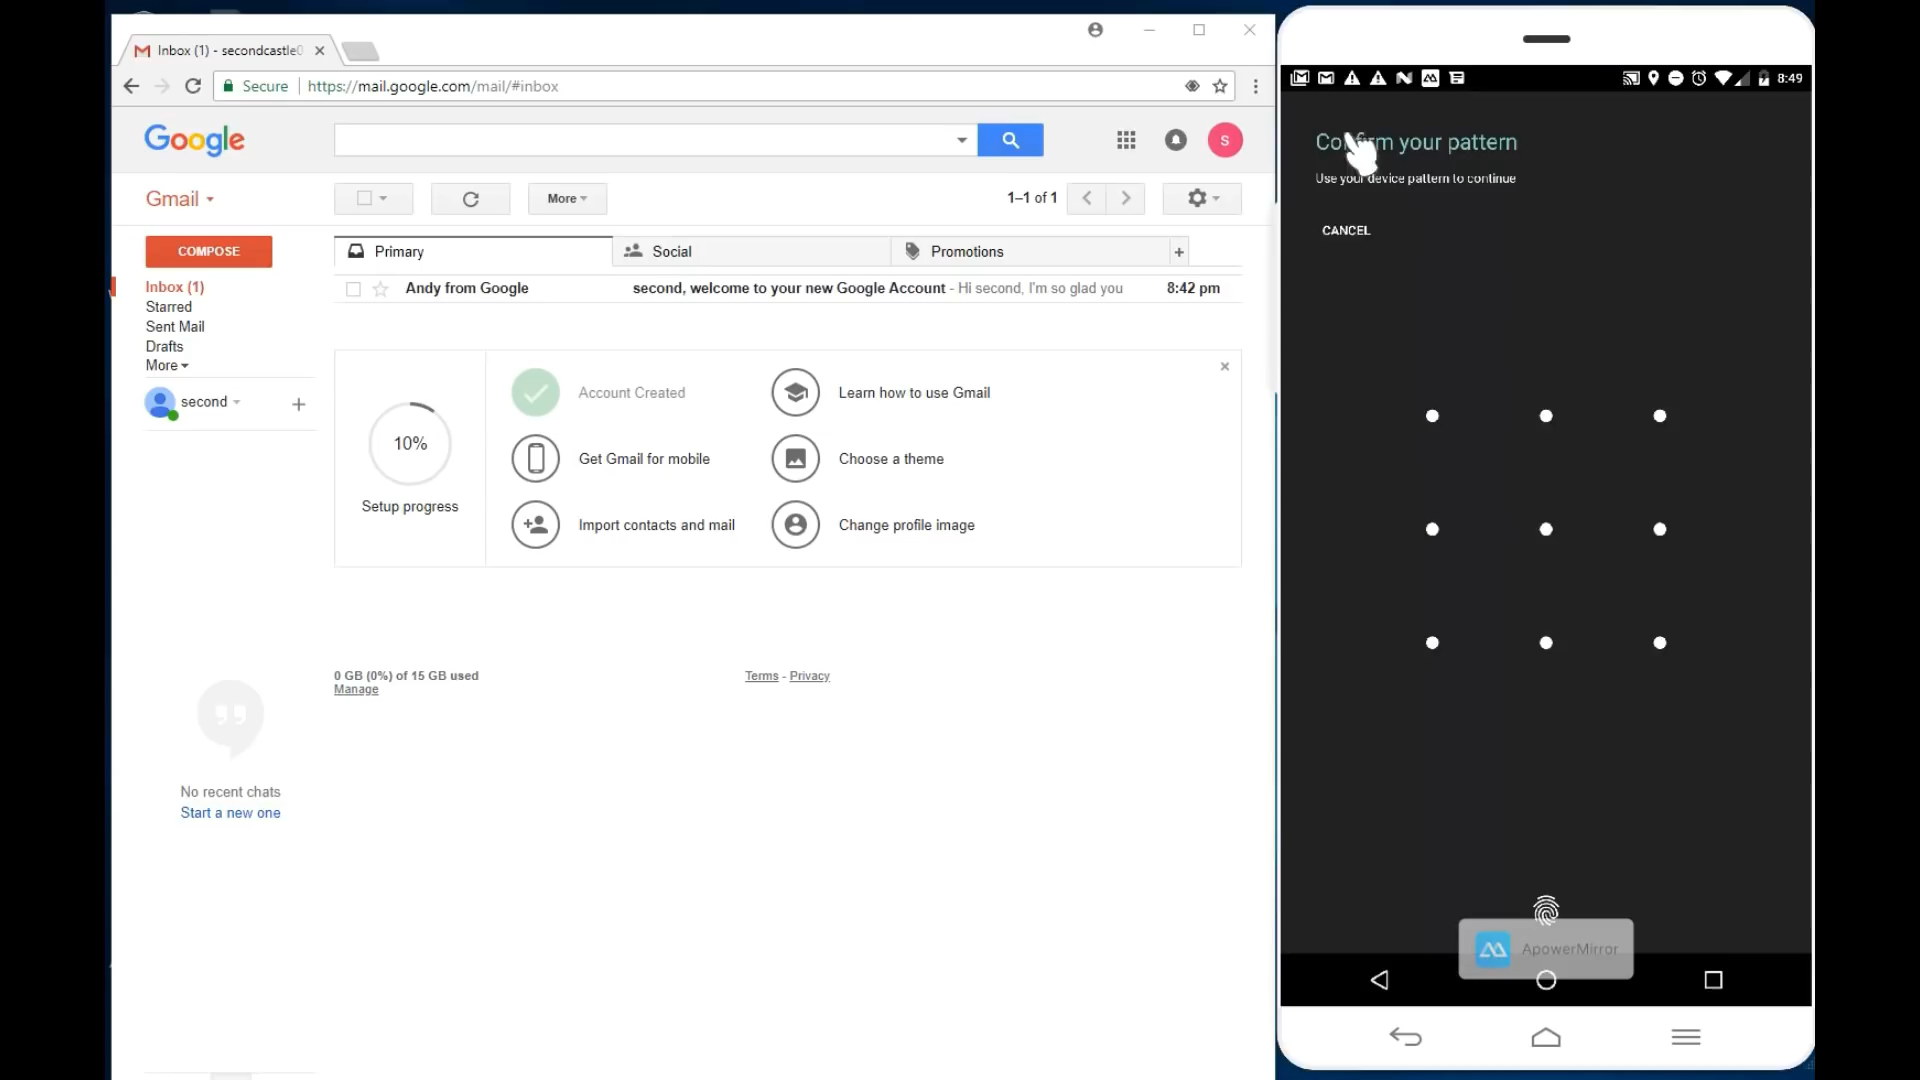 Inbox (1) - secondcastle
Secure
https://mail.google.com/mail/#inbox
Google
S
Gmail
More
1–1 of 1
COMPOSE
Primary
Social
Promotions
+
Inbox (1)
Starred
Sent Mail
Drafts
More
Andy from Google
second, welcome to your new Google Account - Hi second, I'm so glad you
8:42 pm
second
+
10%
Setup progress
Account Created
Get Gmail for mobile
Import contacts and mail
Learn how to use Gmail
Choose a theme
Change profile image
0 GB (0%) of 15 GB used
Manage
Terms - Privacy
No recent chats
Start a new one
8:49
your pattern
Use your device pattern to continue
CANCEL
ApowerMirror